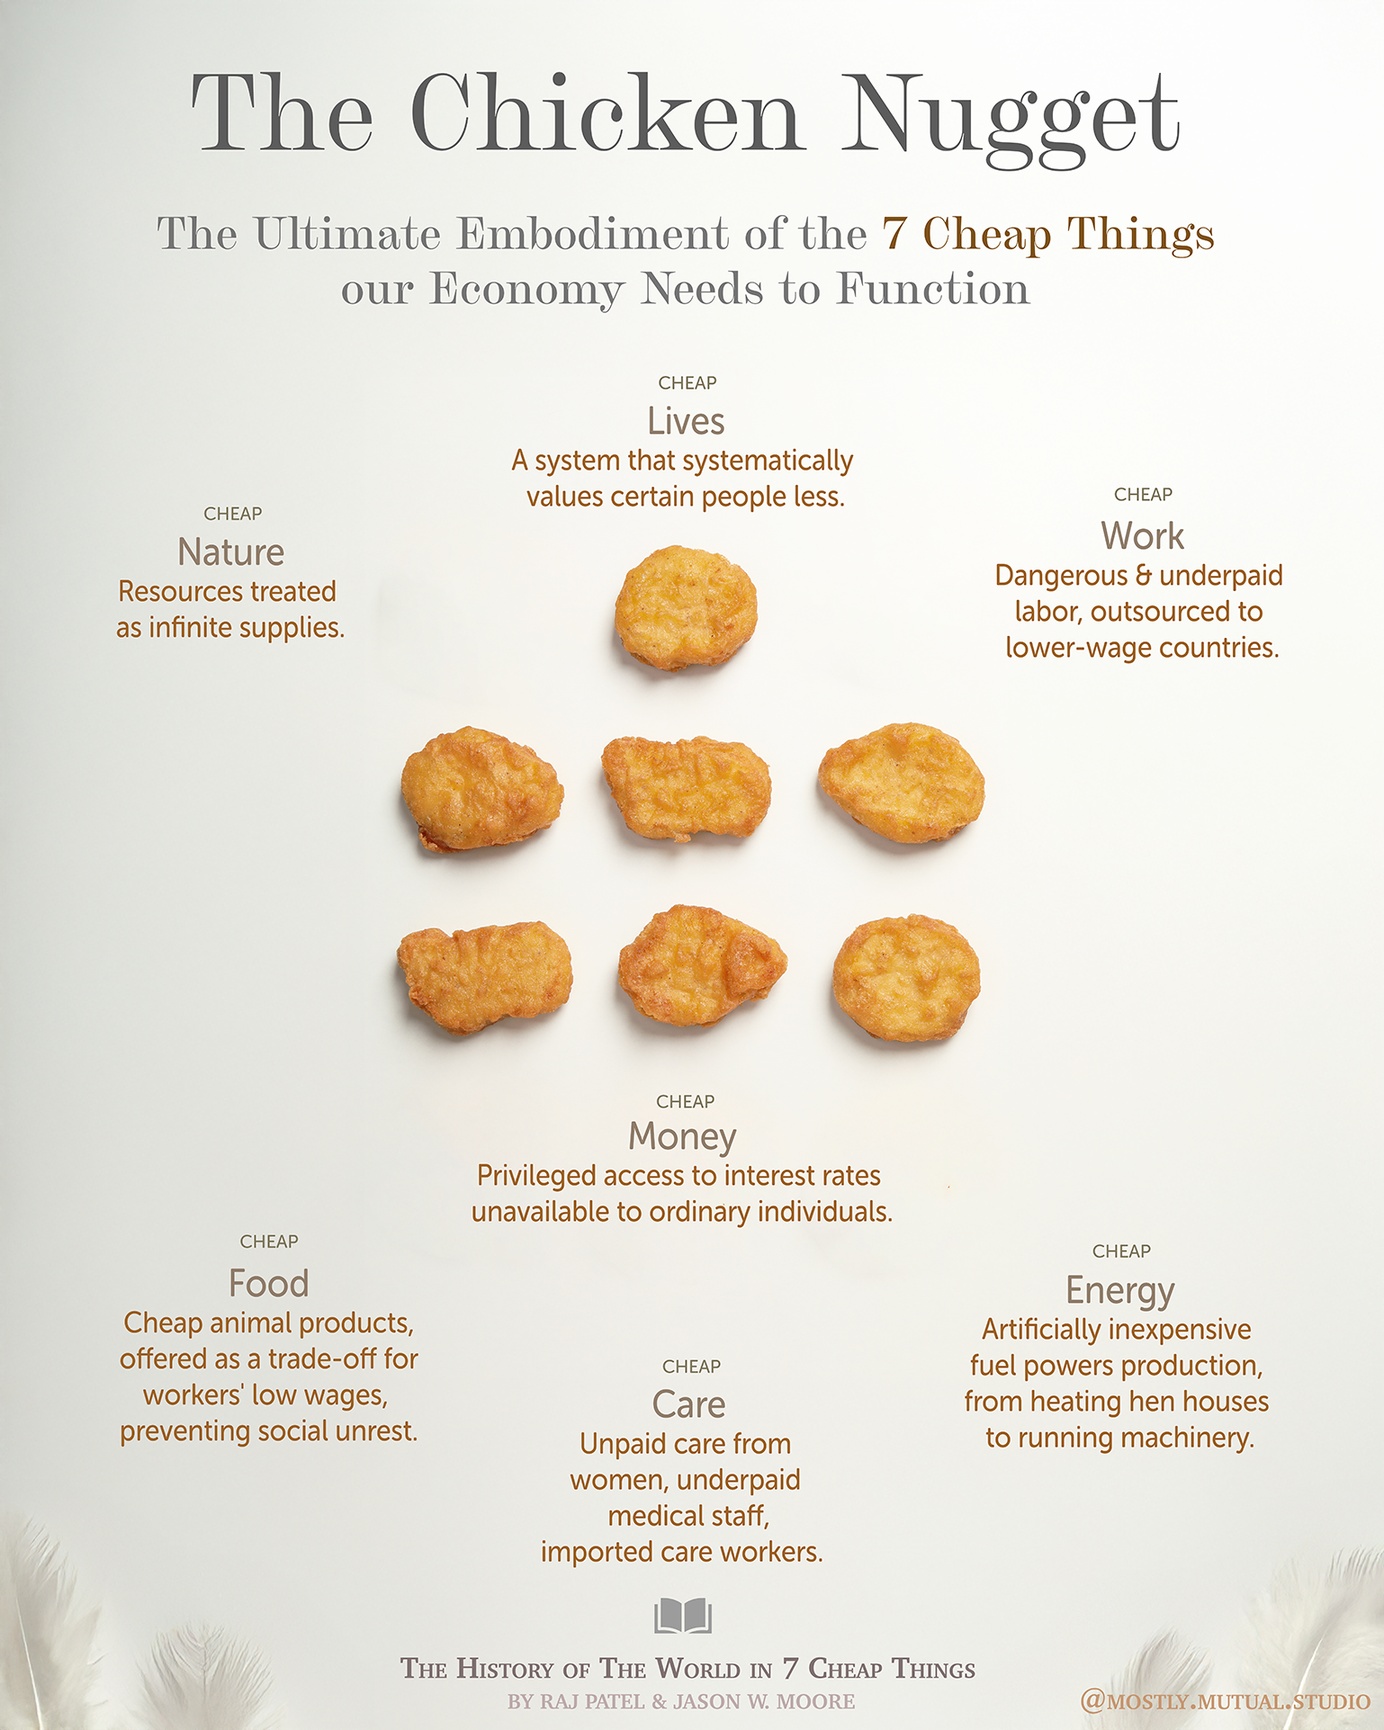 The Chicken Nugget
The Ultimate Embodiment of the 7 Cheap Things
our Economy Needs to Function
CHEAP
Lives
A system that systematically
values certain people less.
CHEAP
Nature
Resources treated
as infinite supplies.
CHEAP
Work
Dangerous & underpaid
labor, outsourced to
lower-wage countries.
CHEAP
Money
Privileged access to interest rates
unavailable to ordinary individuals.
CHEAP
Food
Cheap animal products,
offered as a trade-off for
workers' low wages,
preventing social unrest.
CHEAP
Energy
Artificially inexpensive
fuel powers production,
from heating hen houses
to running machinery.
CHEAP
Care
Unpaid care from
women, underpaid
medical staff,
imported care workers.
The History of The World in 7 Cheap Things
BY RAJ PATEL & JASON W. MOORE
@MOSTLY.MUTUAL.STUDIO